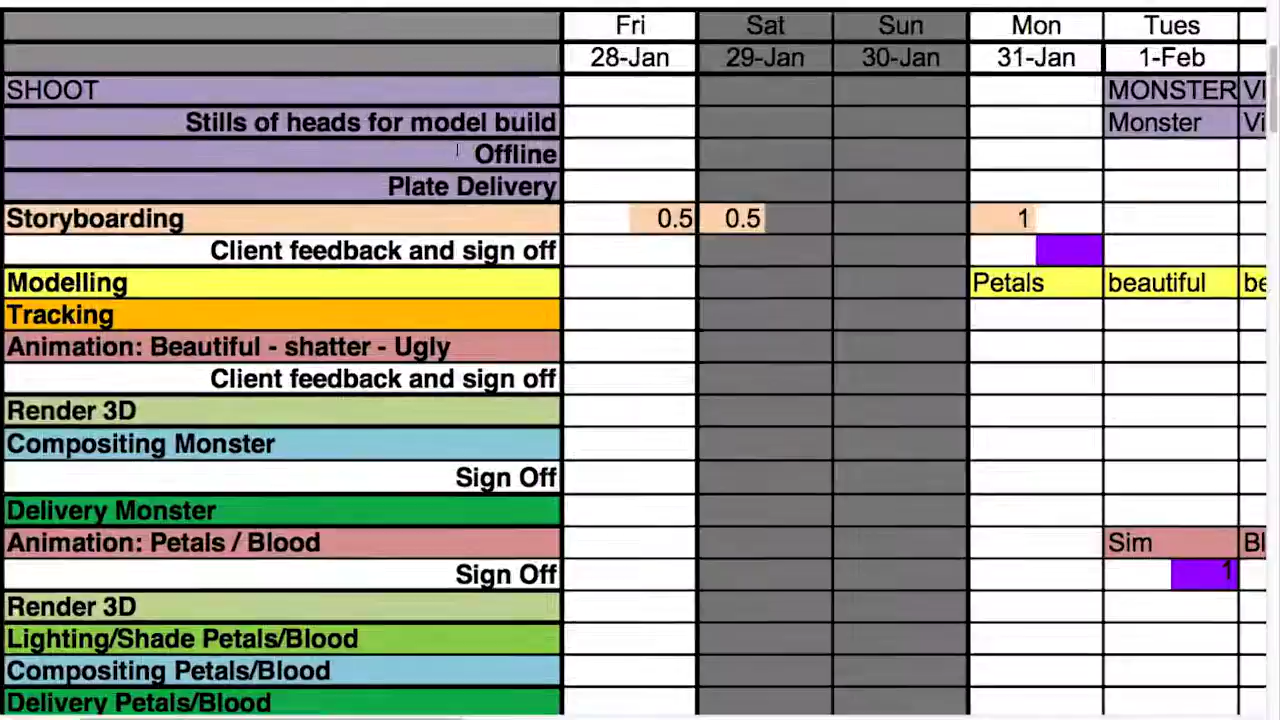 Fri Sat Sun Mon Tues
28-Jan 29-Jan 30-Jan 31-Jan 1-Feb
SHOOT MONSTER
Stills of heads for model build Monster
Offline
Plate Delivery
Storyboarding 0.5 0.5 1
Client feedback and sign off
Modelling Petals beautiful
Tracking
Animation: Beautiful - shatter - Ugly
Client feedback and sign off
Render 3D
Compositing Monster
Sign Off
Delivery Monster
Animation: Petals / Blood Sim
Sign Off 1
Render 3D
Lighting/Shade Petals/Blood
Compositing Petals/Blood
Delivery Petals/Blood